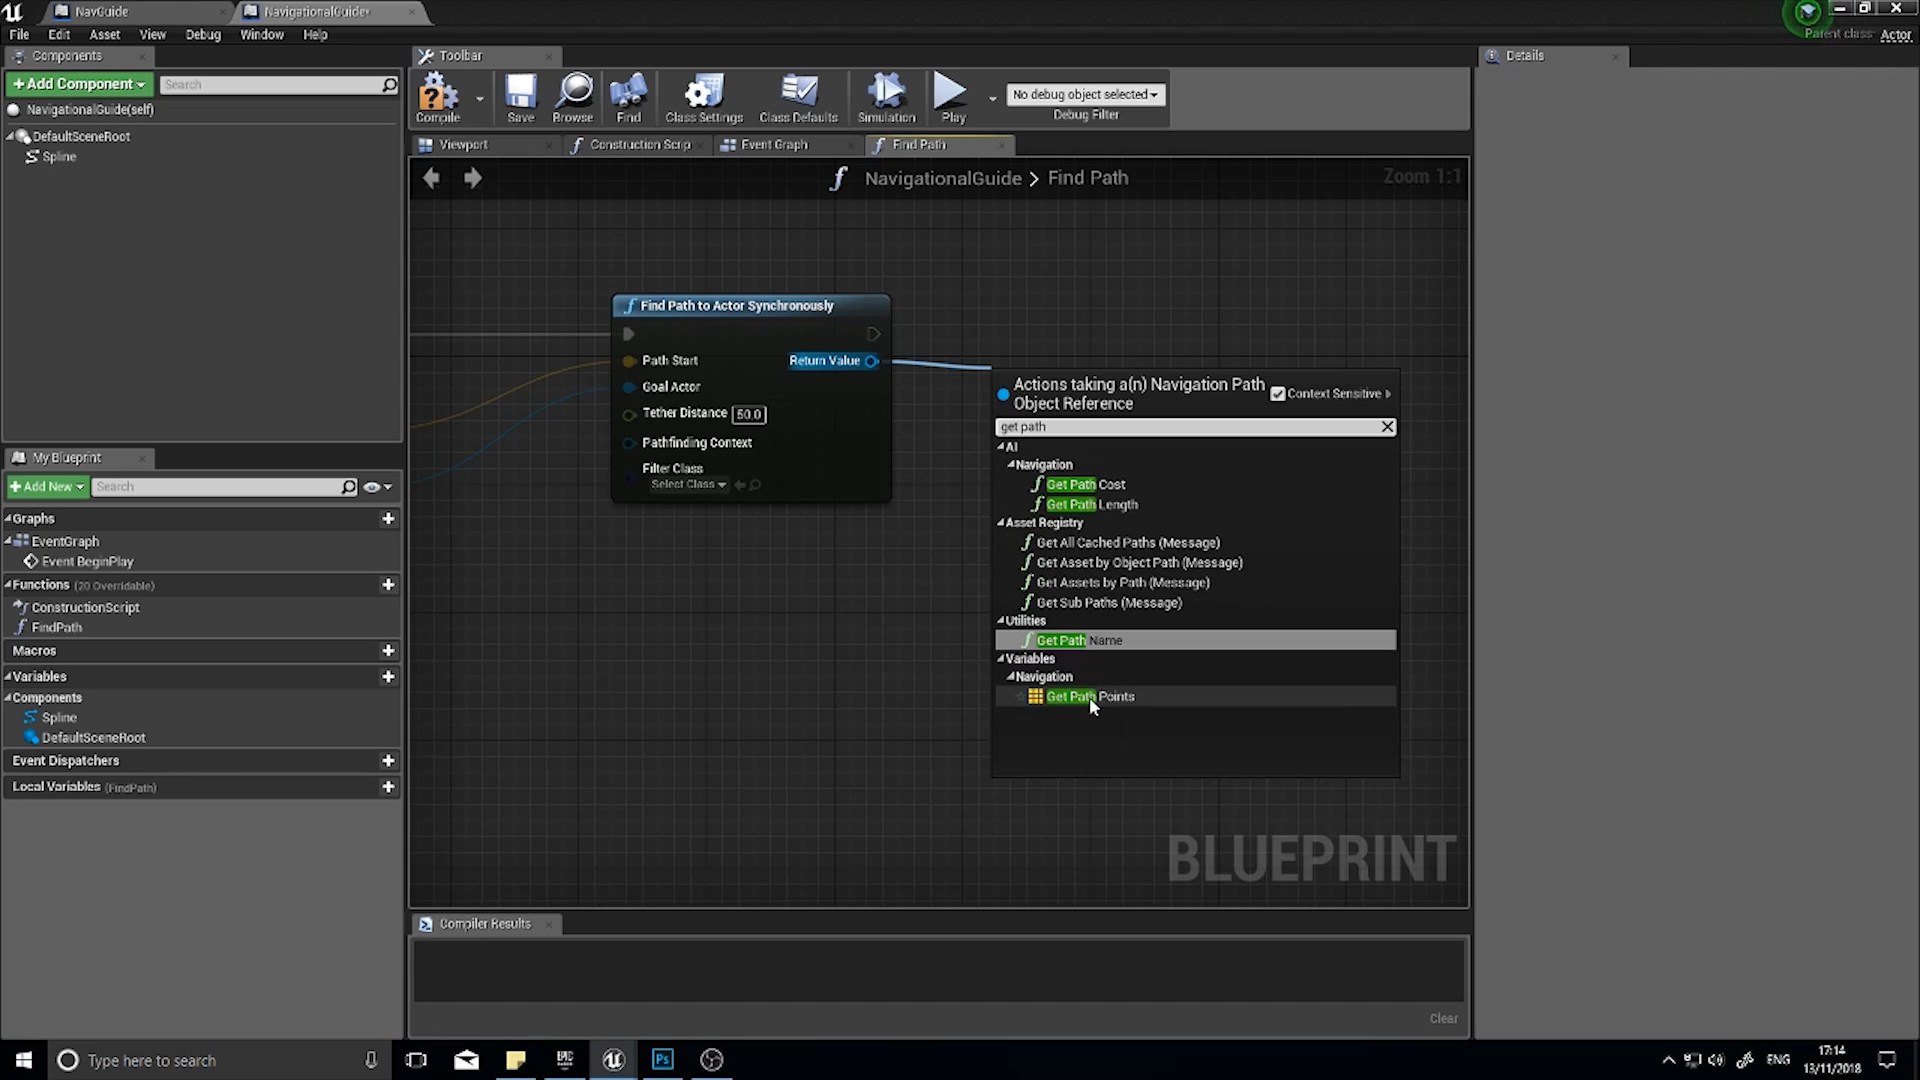 NavGuide
NavigationalGuide*
File Edit Asset View Debug Window Help
Parent class: Actor
Components
Toolbar
Details
+Add Component
Search
NavigationalGuide(self)
DefaultSceneRoot
Spline
Compile
Save
Browse
Find
Class Settings
Class Defaults
Simulation
Play
No debug object selected
Debug Filter
Viewport
Construction Scrip
Event Graph
Find Path
NavigationalGuide > Find Path
Zoom 1:1
Find Path to Actor Synchronously
Path Start
Return Value
Goal Actor
Tether Distance 50.0
Pathfinding Context
Filter Class
Select Class
Actions taking a(n) Navigation Path
Object Reference
Context Sensitive
get path
AI
Navigation
Get Path Cost
Get Path Length
Asset Registry
Get All Cached Paths (Message)
Get Asset by Object Path (Message)
Get Assets by Path (Message)
Get Sub Paths (Message)
Utilities
Get Path Name
Variables
Navigation
Get Path Points
BLUEPRINT
My Blueprint
+Add New
Search
Graphs
EventGraph
Event BeginPlay
Functions (20 Overridable)
ConstructionScript
FindPath
Macros
Variables
Components
Spline
DefaultSceneRoot
Event Dispatchers
Local Variables (FindPath)
Compiler Results
Clear
Type here to search
EPIC
Ps
ENG
17:14
13/11/2018